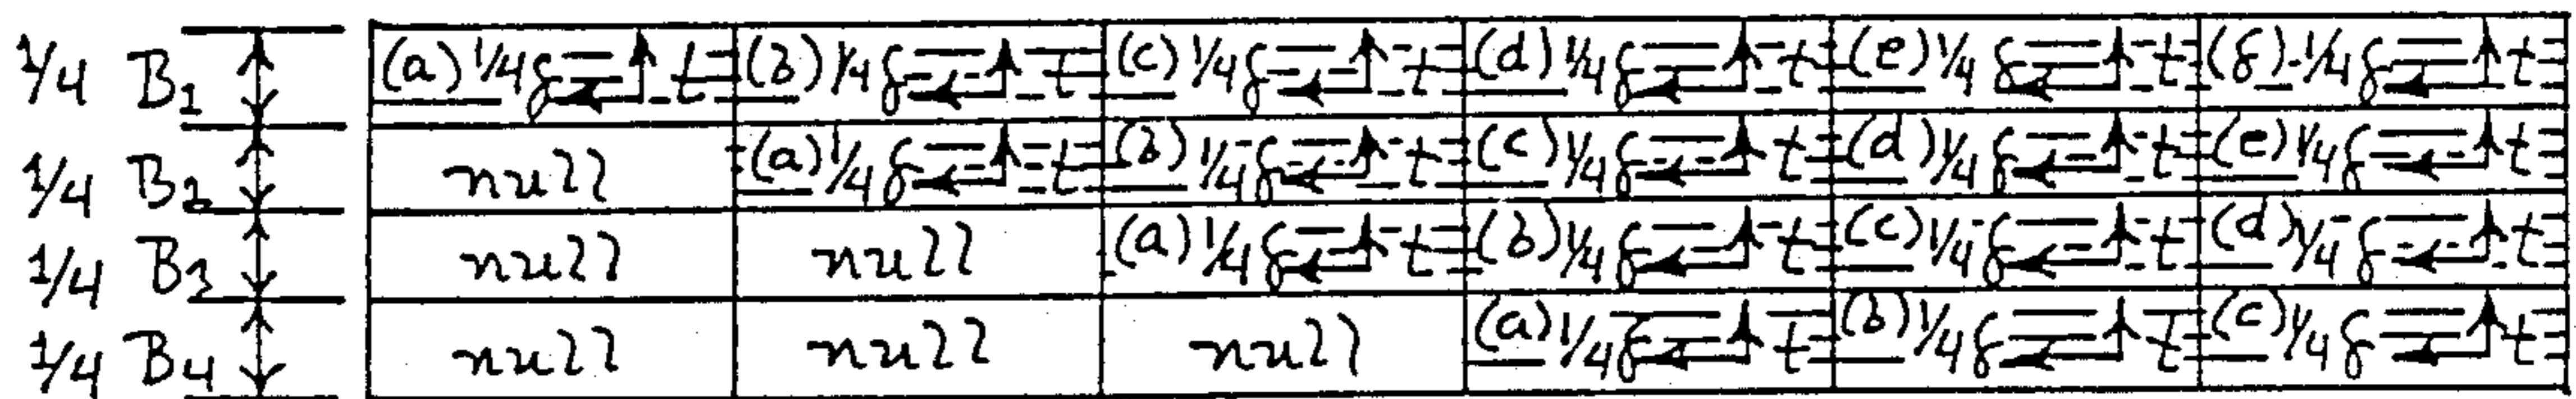 1/4 B1 (a) 1/4 f t (b) 1/4 f t (c) 1/4 f t (d) 1/4 f t (e) 1/4 f t (f) 1/4 f t
1/4 B2 null (a) 1/4 f t (b) 1/4 f t (c) 1/4 f t (d) 1/4 f t (e) 1/4 f t
1/4 B3 null null (a) 1/4 f t (b) 1/4 f t (c) 1/4 f t (d) 1/4 f t
1/4 B4 null null null (a) 1/4 f t (b) 1/4 f t (c) 1/4 f t